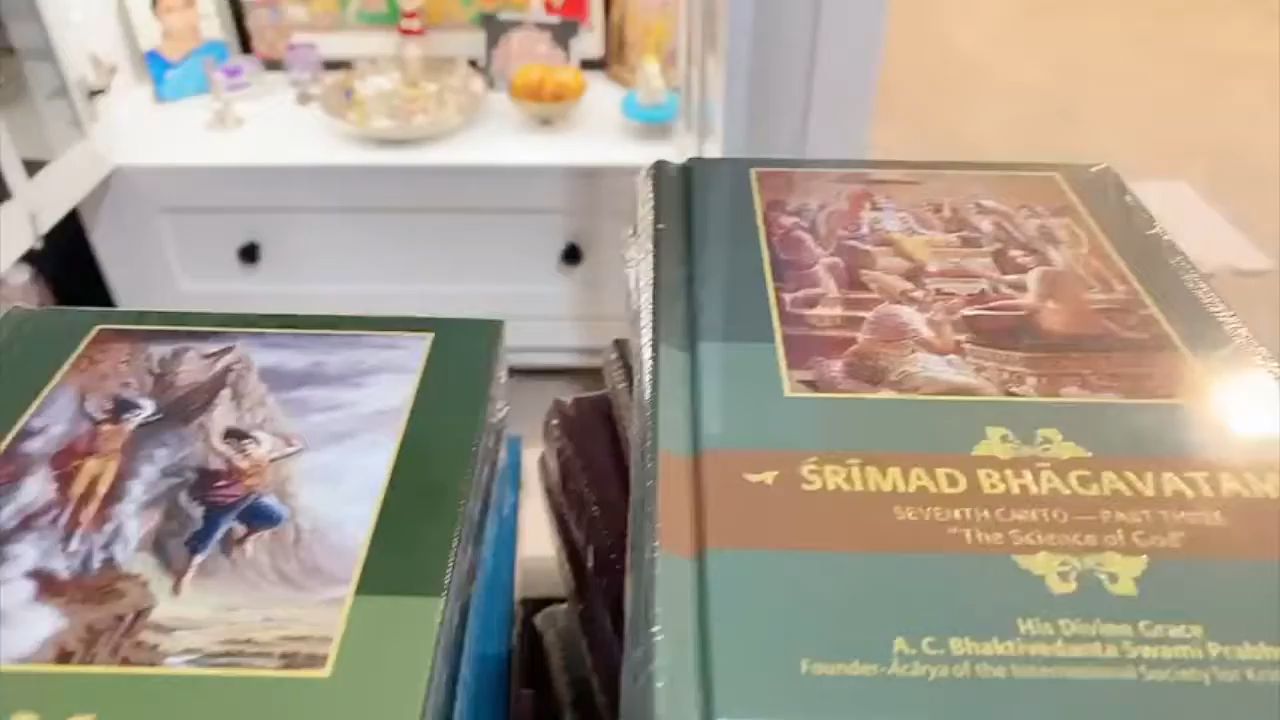 ŚRĪMAD BHĀGAVATAM
SEVENTH CANTO — PART THREE
"The Science of God"
His Divine Grace
A. C. Bhaktivedanta Swami Prabh
Founder-Ācārya of the International Society for